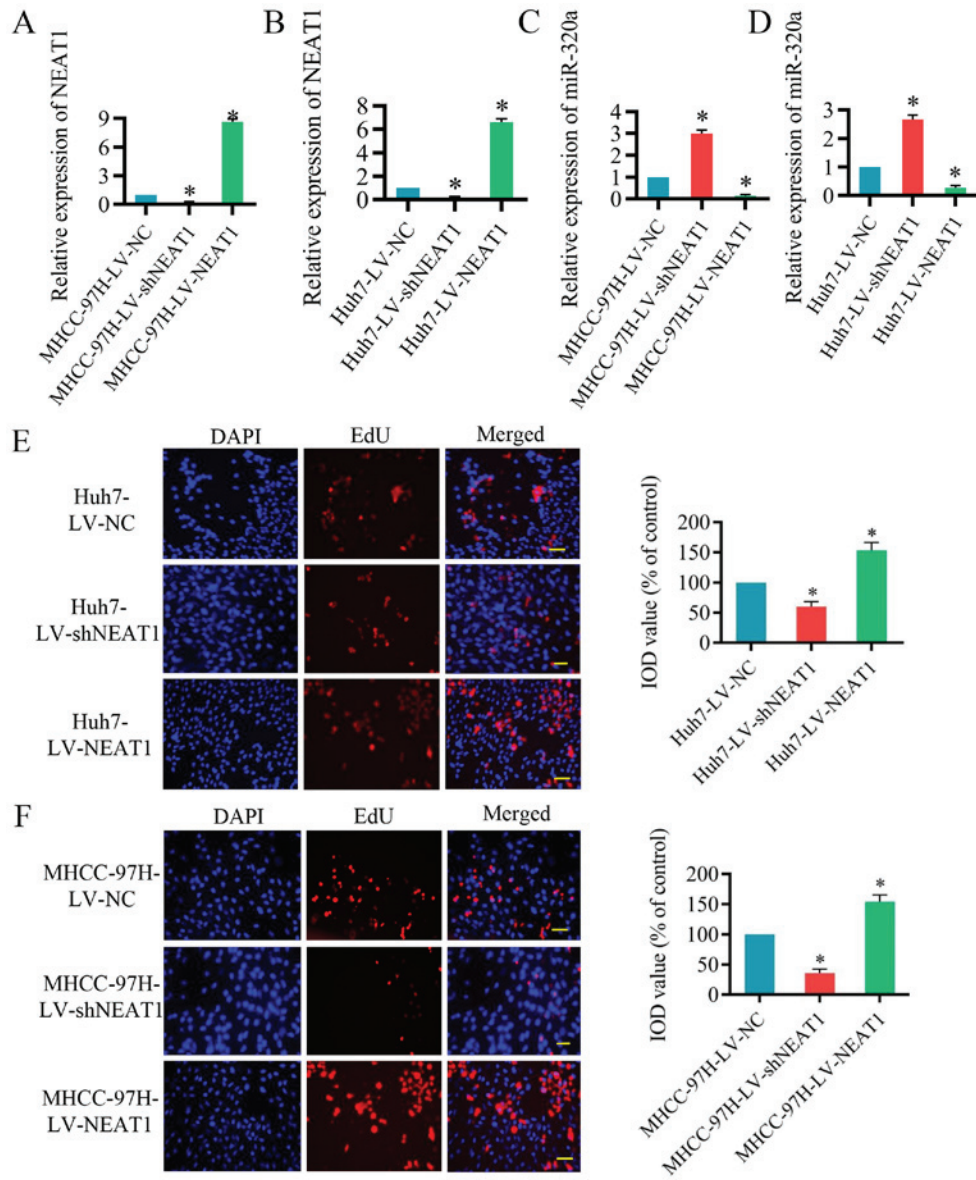 A
Relative expression of NEAT1
9
6
3
0
*
*
MHCC-97H-LV-NC
MHCC-97H-LV-shNEAT1
MHCC-97H-LV-NEAT1
B
Relative expression of NEAT1
8
6
4
2
0
*
*
Huh7-LV-NC
Huh7-LV-shNEAT1
Huh7-LV-NEAT1
C
Relative expression of miR-320a
4
3
2
1
0
*
*
MHCC-97H-LV-NC
MHCC-97H-LV-shNEAT1
MHCC-97H-LV-NEAT1
D
Relative expression of miR-320a
3
2
1
0
*
*
Huh7-LV-NC
Huh7-LV-shNEAT1
Huh7-LV-NEAT1
E
DAPI EdU Merged
Huh7-
LV-NC
Huh7-
LV-shNEAT1
Huh7-
LV-NEAT1
IOD value (% of control)
200
150
100
50
0
*
*
Huh7-LV-NC
Huh7-LV-shNEAT1
Huh7-LV-NEAT1
F
DAPI EdU Merged
MHCC-97H-
LV-NC
MHCC-97H-
LV-shNEAT1
MHCC-97H-
LV-NEAT1
IOD value (% of control)
200
150
100
50
0
*
*
MHCC-97H-LV-NC
MHCC-97H-LV-shNEAT1
MHCC-97H-LV-NEAT1